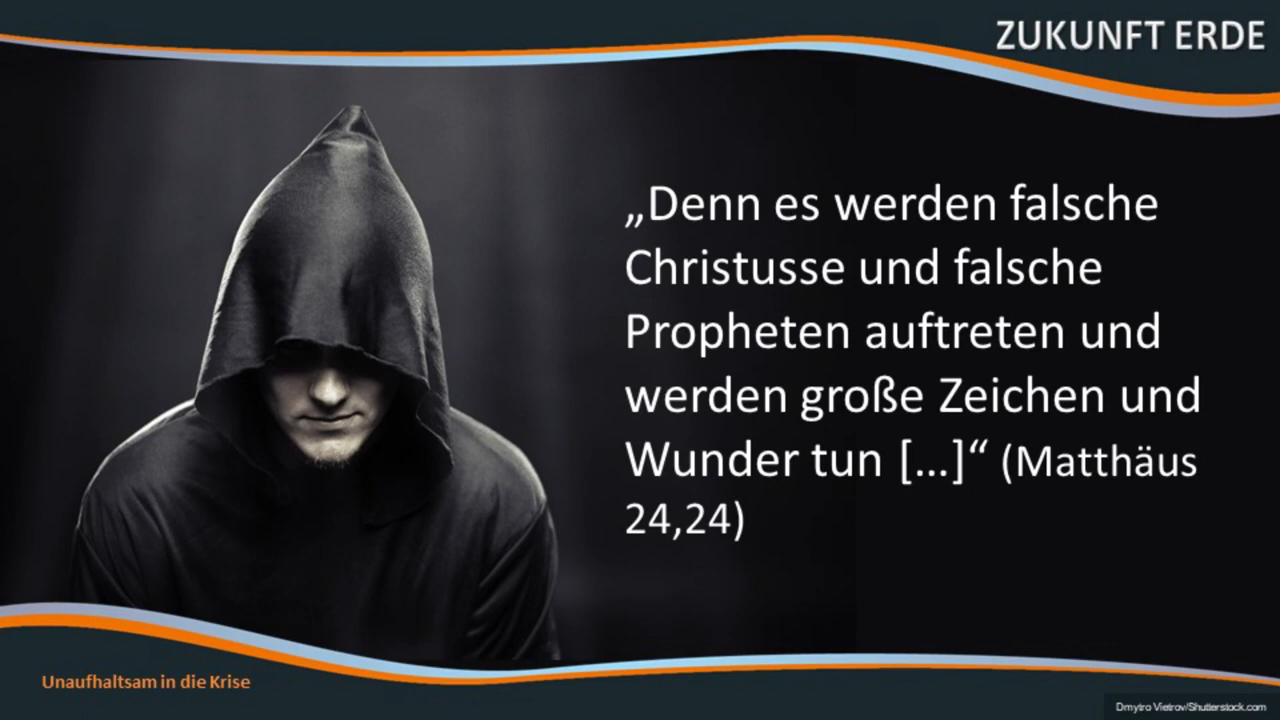 ZUKUNFT ERDE
„Denn es werden falsche
Christusse und falsche
Propheten auftreten und
werden große Zeichen und
Wunder tun [...]“ (Matthäus
24,24)
Unaufhaltsam in die Krise
Dmytro Vietrov/Shutterstock.com